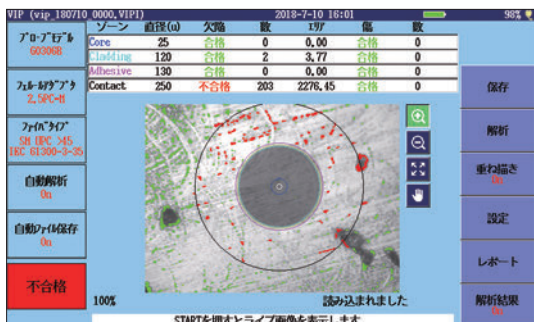 VIP (vip_180710_0000.VIPI) 2018-7-10 16:01 98%
ゾーン 直径(u) 欠陥 数 ｴﾘｱ 傷 数
Core 25 合格 0 0.00 合格 0
Cladding 120 合格 2 3.77 合格 0
Adhesive 130 合格 0 0.00 合格 0
Contact 250 不合格 203 2276.45 合格 0
ﾌﾟﾛｰﾌﾞﾓﾃﾞﾙ
G0306B
ﾌｪﾙｰﾙｱﾀﾞﾌﾟﾀ
2.5PC-M
ﾌｧｲﾊﾞﾀｲﾌﾟ
SM UPC >45
IEC 61300-3-35
自動解析
On
自動ﾌｧｲﾙ保存
On
不合格
保存
解析
重ね描き
On
設定
レポート
解析結果
On
100% 読み込まれました
STARTを押すとライブ画像を表示します